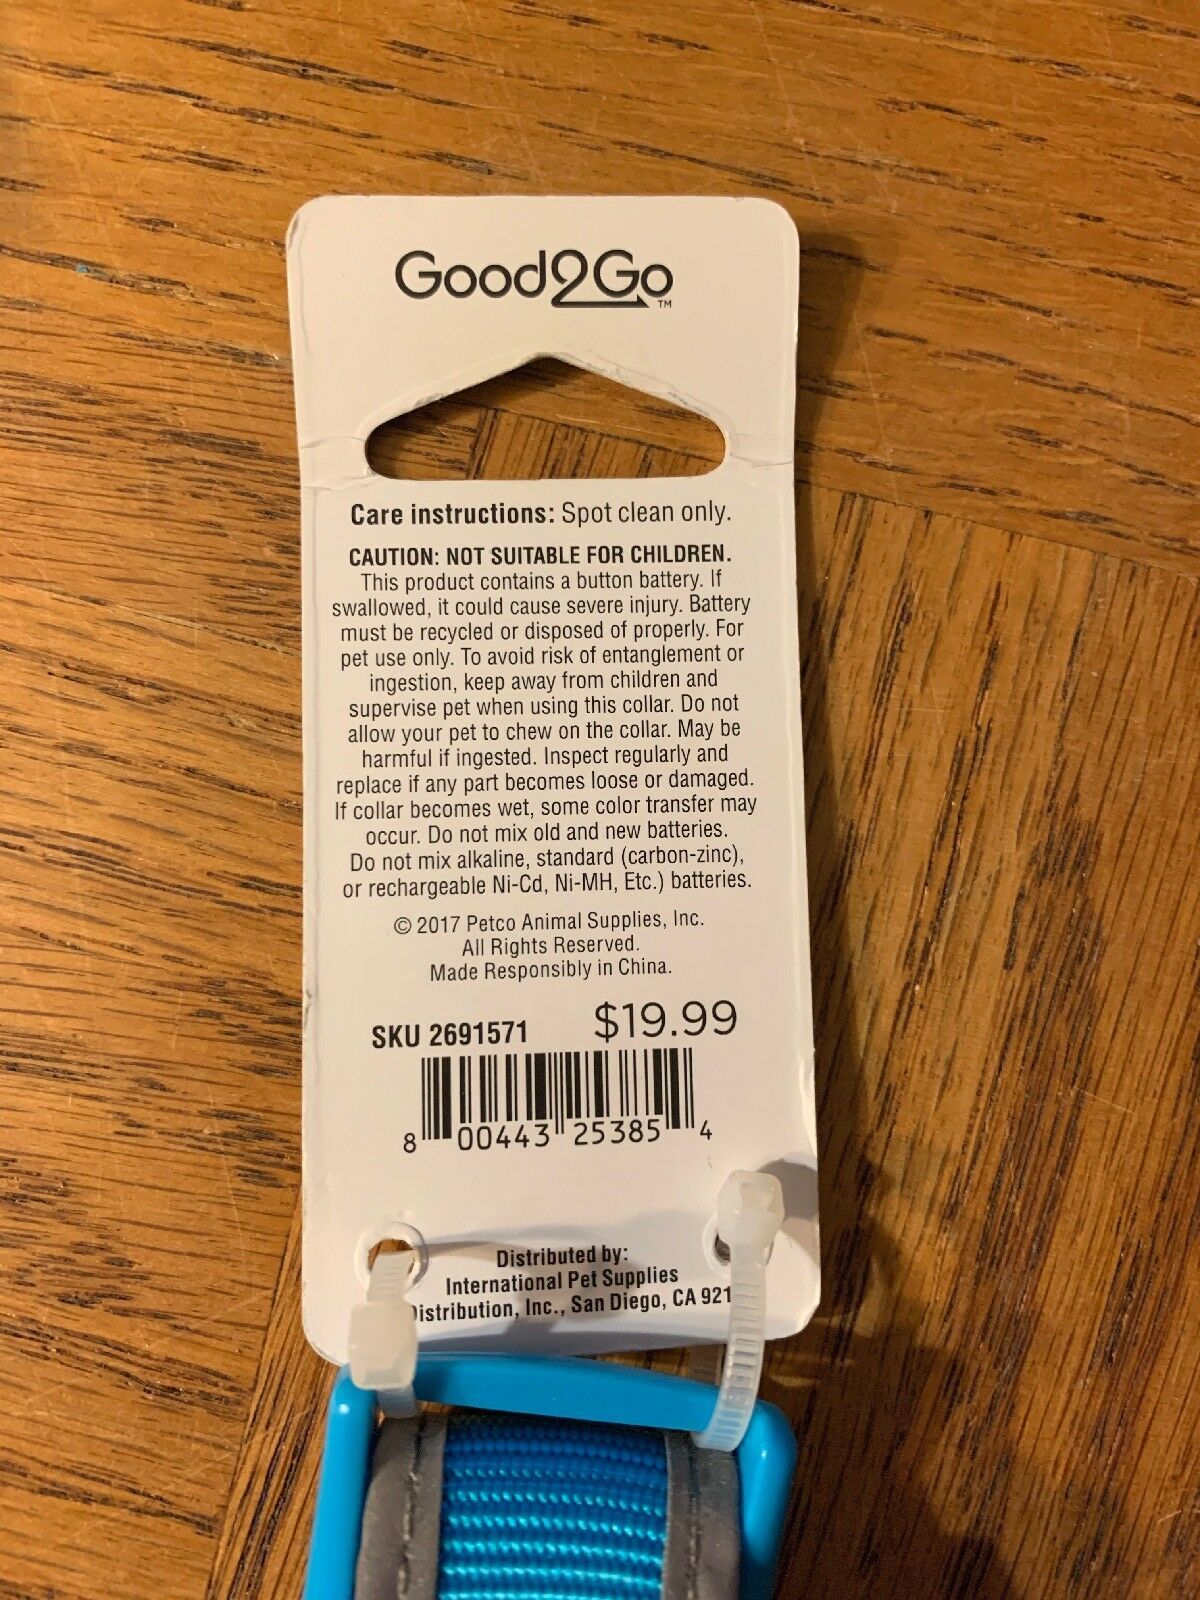 Good2Go™
Care instructions: Spot clean only.
CAUTION: NOT SUITABLE FOR CHILDREN.
This product contains a button battery. If
swallowed, it could cause severe injury. Battery
must be recycled or disposed of properly. For
pet use only. To avoid risk of entanglement or
ingestion, keep away from children and
supervise pet when using this collar. Do not
allow your pet to chew on the collar. May be
harmful if ingested. Inspect regularly and
replace if any part becomes loose or damaged.
If collar becomes wet, some color transfer may
occur. Do not mix old and new batteries.
Do not mix alkaline, standard (carbon-zinc),
or rechargeable Ni-Cd, Ni-MH, Etc.) batteries.
© 2017 Petco Animal Supplies, Inc.
All Rights Reserved.
Made Responsibly in China.
SKU 2691571 $19.99
8 00443 25385 4
Distributed by:
International Pet Supplies
Distribution, Inc., San Diego, CA